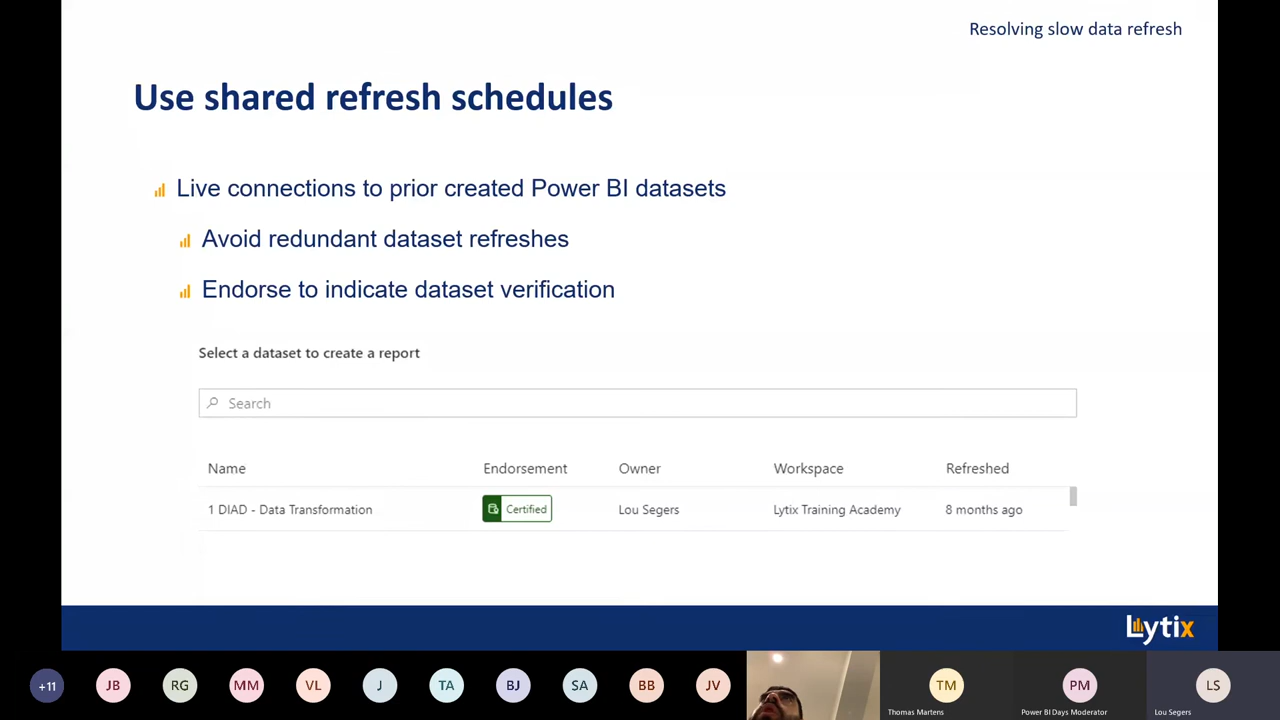 Resolving slow data refresh
Use shared refresh schedules
Live connections to prior created Power BI datasets
Avoid redundant dataset refreshes
Endorse to indicate dataset verification
Select a dataset to create a report
Search
Name Endorsement Owner Workspace Refreshed
1 DIAD - Data Transformation Certified Lou Segers Lytix Training Academy 8 months ago
Lytix
+11 JB RG MM VL J TA BJ SA BB JV TM PM LS
Thomas Martens Power BI Days Moderator Lou Segers